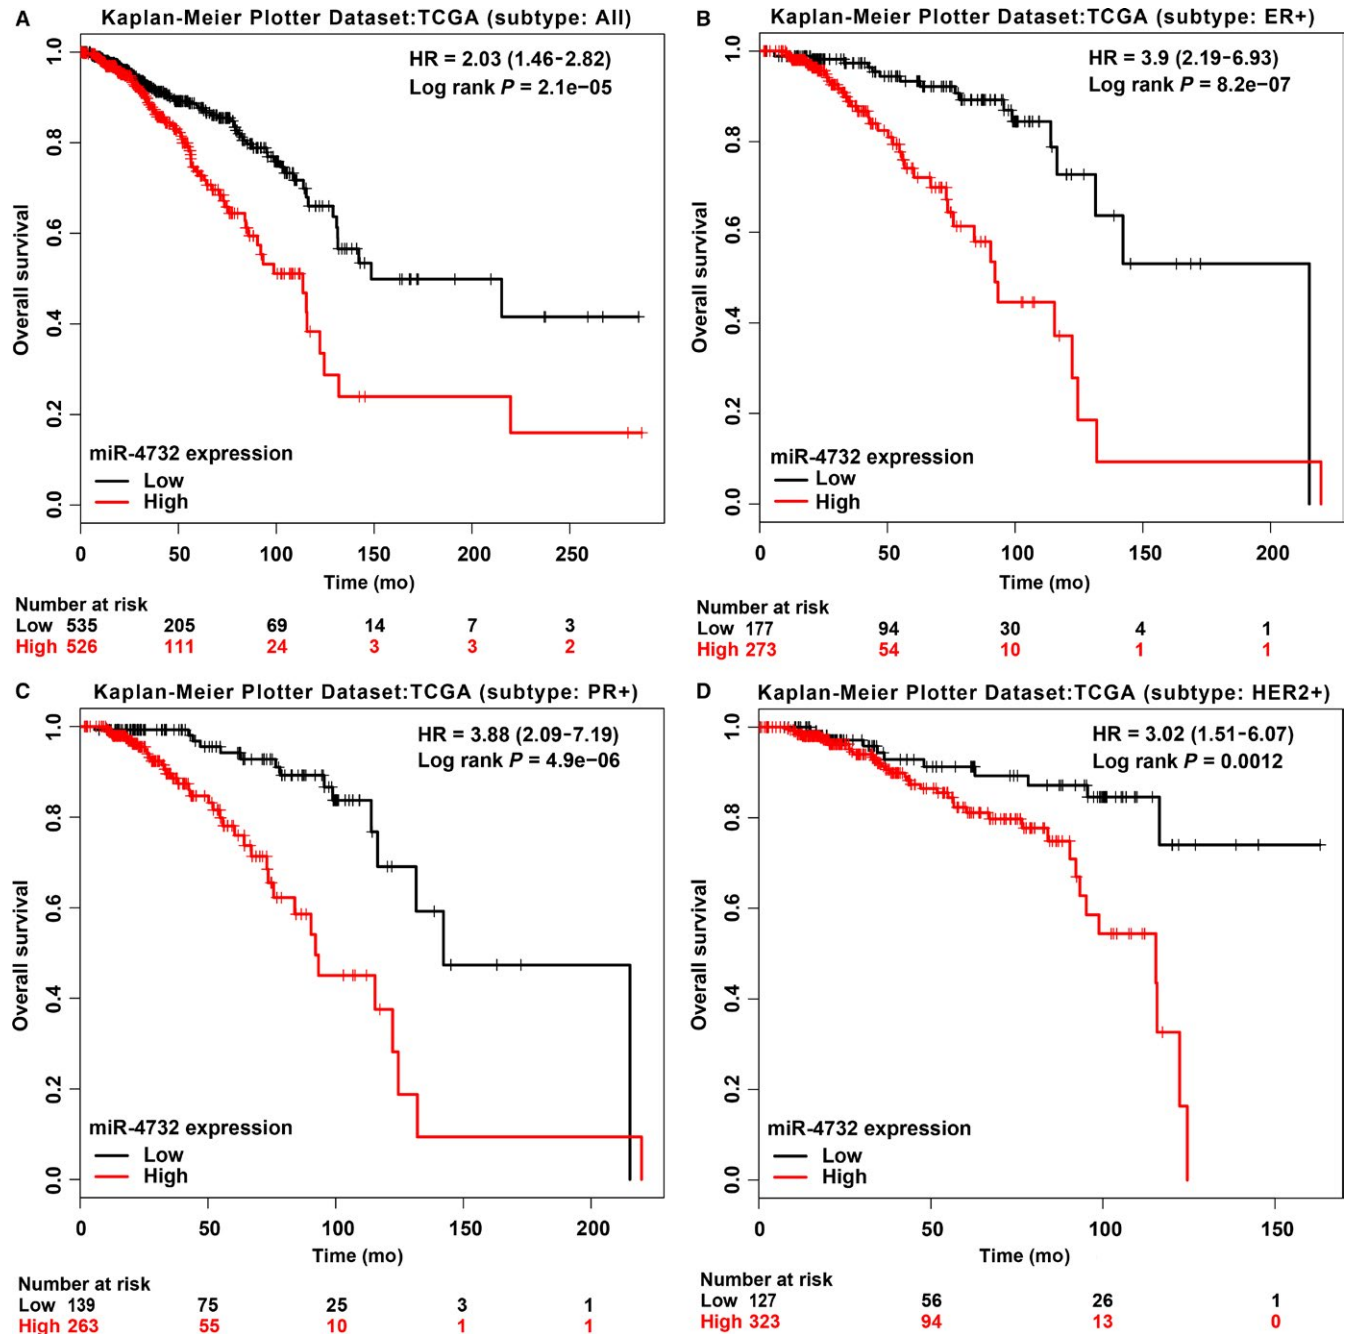 A
Kaplan-Meier Plotter Dataset:TCGA (subtype: All)
HR = 2.03 (1.46-2.82)
Log rank P = 2.1e-05
Overall survival
1.0
0.8
0.6
0.4
0.2
0.0
miR-4732 expression
Low
High
0 50 100 150 200 250
Time (mo)
Number at risk
Low 535 205 69 14 7 3
High 526 111 24 3 3 2
B
Kaplan-Meier Plotter Dataset:TCGA (subtype: ER+)
HR = 3.9 (2.19-6.93)
Log rank P = 8.2e-07
Overall survival
1.0
0.8
0.6
0.4
0.2
0.0
miR-4732 expression
Low
High
0 50 100 150 200
Time (mo)
Number at risk
Low 177 94 30 4 1
High 273 54 10 1 1
C
Kaplan-Meier Plotter Dataset:TCGA (subtype: PR+)
HR = 3.88 (2.09-7.19)
Log rank P = 4.9e-06
Overall survival
1.0
0.8
0.6
0.4
0.2
0.0
miR-4732 expression
Low
High
0 50 100 150 200
Time (mo)
Number at risk
Low 139 75 25 3 1
High 263 55 10 1 1
D
Kaplan-Meier Plotter Dataset:TCGA (subtype: HER2+)
HR = 3.02 (1.51-6.07)
Log rank P = 0.0012
Overall survival
1.0
0.8
0.6
0.4
0.2
0.0
miR-4732 expression
Low
High
0 50 100 150
Time (mo)
Number at risk
Low 127 56 26 1
High 323 94 13 0